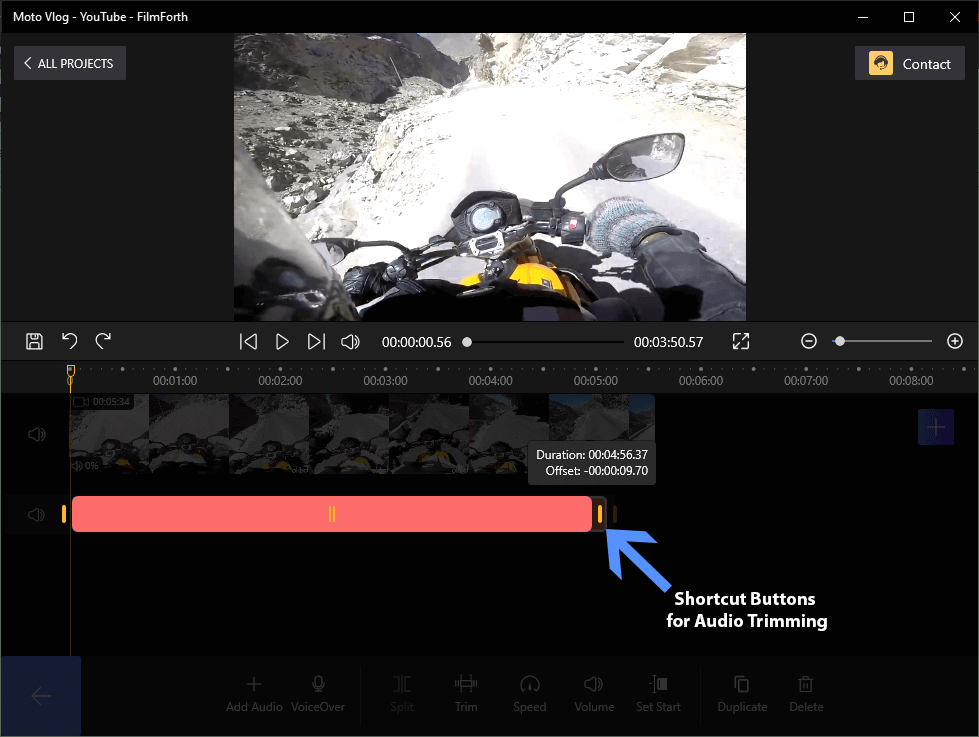 Moto Vlog - YouTube - FilmForth
ALL PROJECTS
Contact
00:00:00.56
00:03:50.57
0
00:01:00
00:02:00
00:03:00
00:04:00
00:05:00
00:06:00
00:07:00
00:08:00
00:05:34
0%
Duration: 00:04:56.37
Offset: -00:00:09.70
Shortcut Buttons
for Audio Trimming
Add Audio
VoiceOver
Split
Trim
Speed
Volume
Set Start
Duplicate
Delete